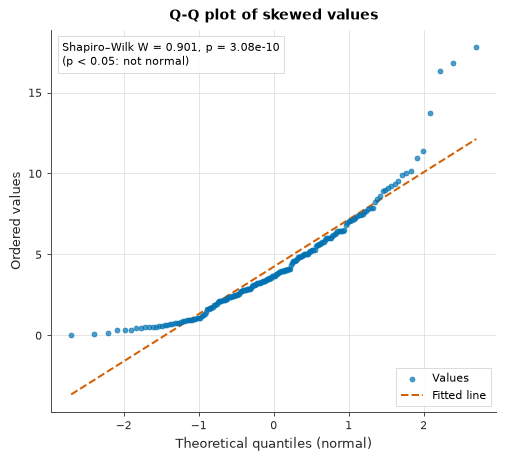 Q-Q plot of skewed values
Shapiro–Wilk W = 0.901, p = 3.08e-10
(p < 0.05: not normal)
Ordered values
15
10
5
0
−2
−1
0
1
2
Theoretical quantiles (normal)
Values
Fitted line